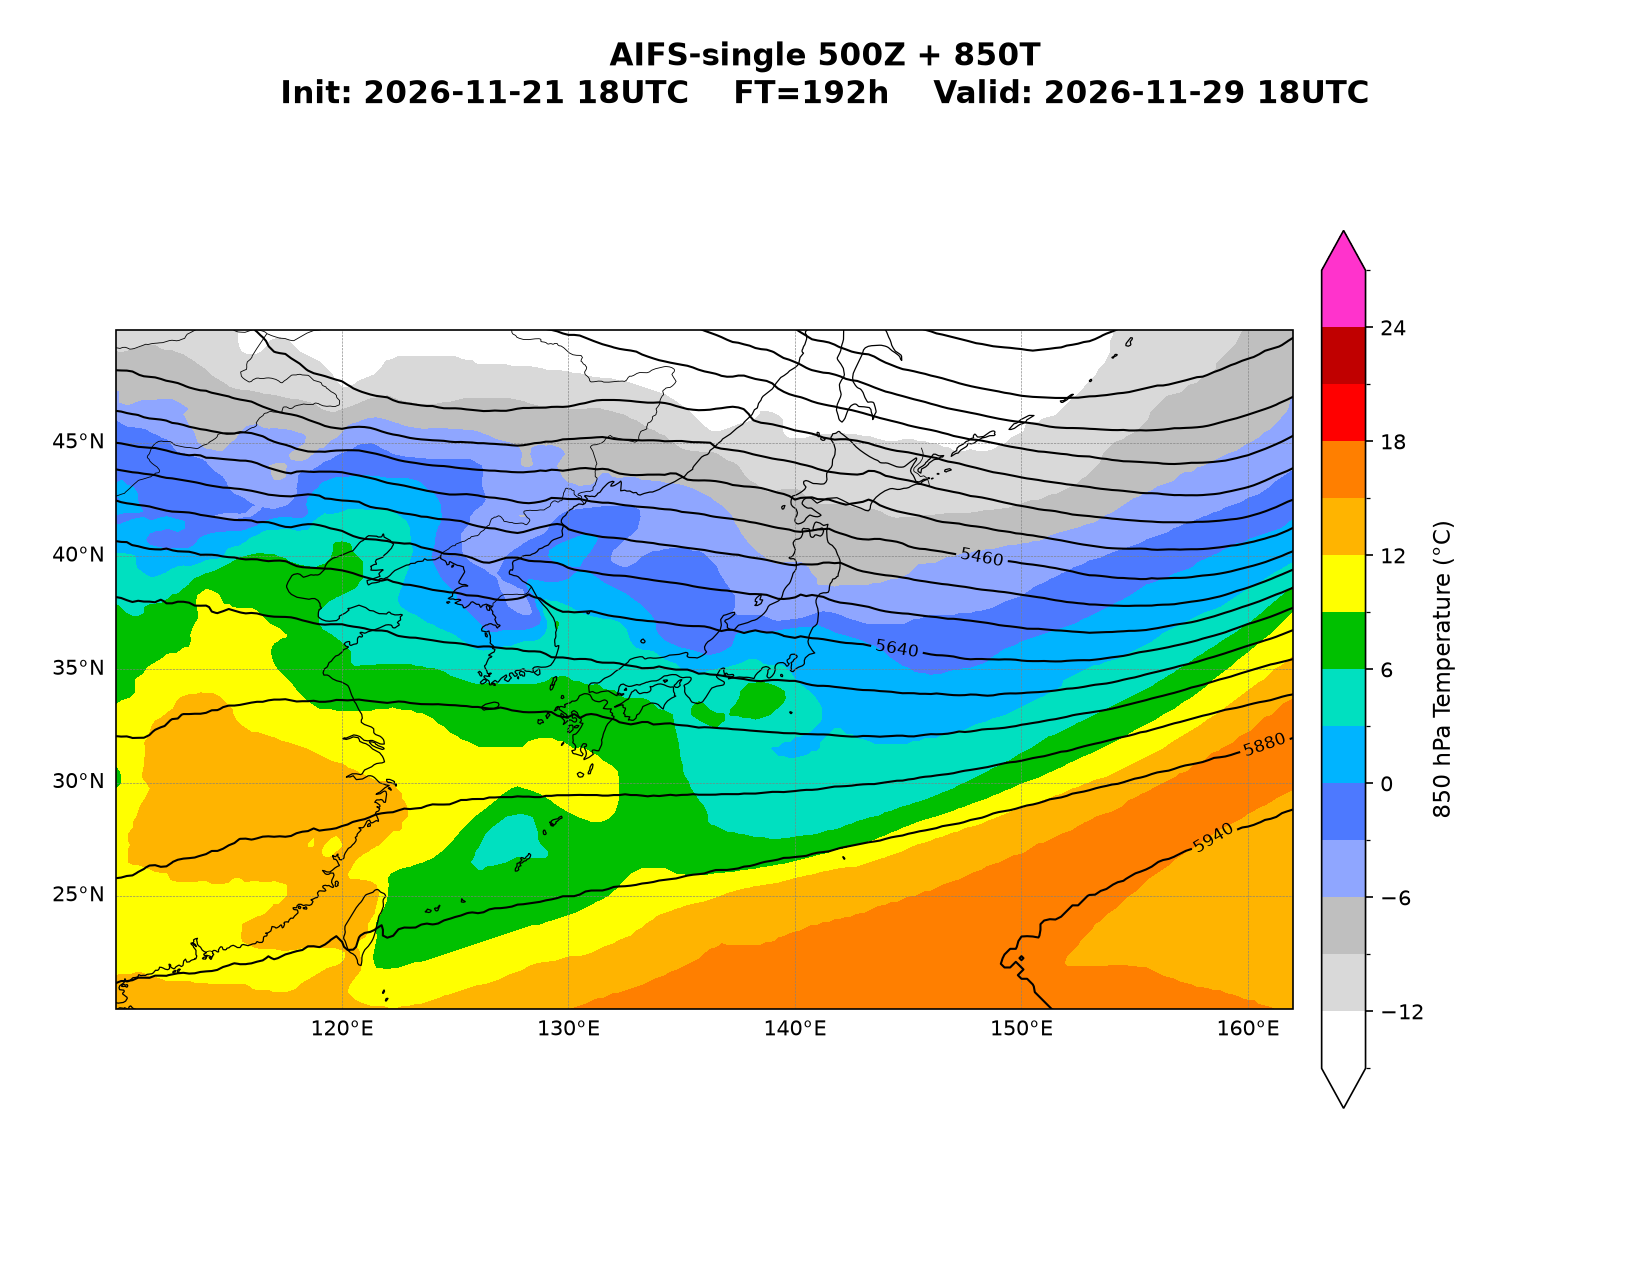 AIFS-single 500Z + 850T
Init: 2026-11-21 18UTC    FT=192h    Valid: 2026-11-29 18UTC
45°N
40°N
35°N
30°N
25°N
120°E
130°E
140°E
150°E
160°E
5460
5640
5880
5940
24
18
12
6
0
−6
−12
850 hPa Temperature (°C)